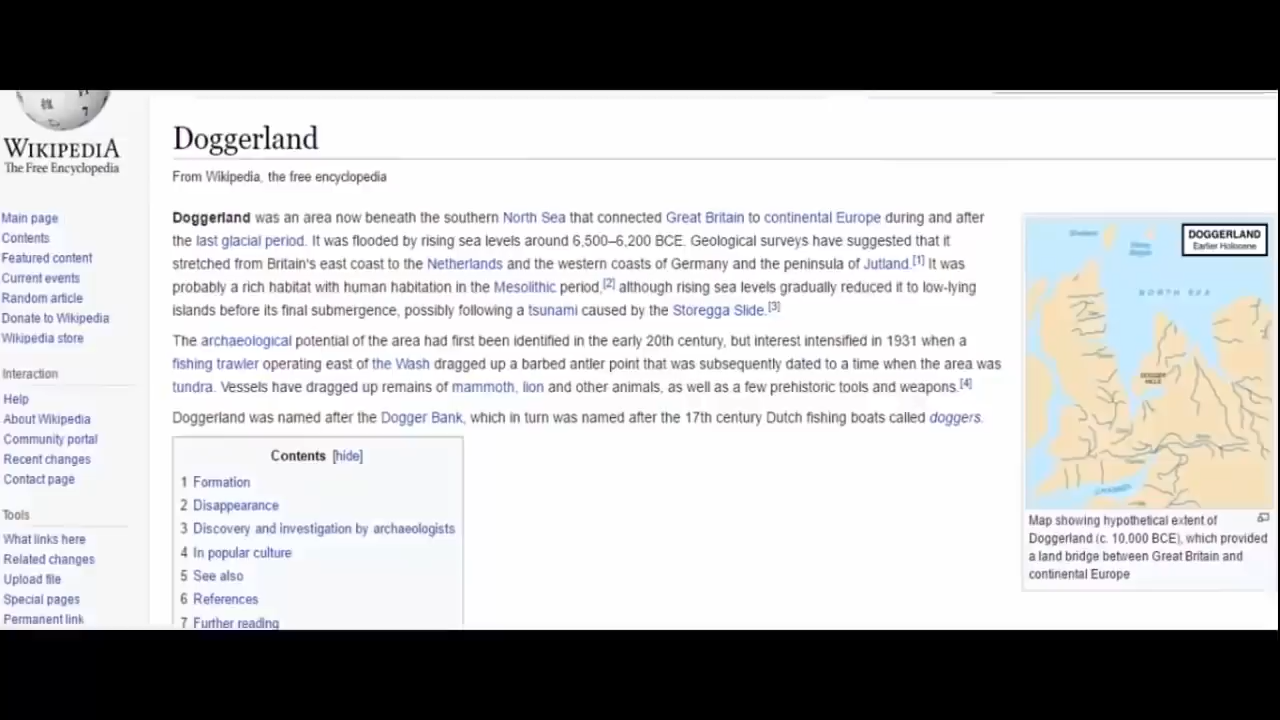 WIKIPEDIA
The Free Encyclopedia
Main page
Contents
Featured content
Current events
Random article
Donate to Wikipedia
Wikipedia store
Interaction
Help
About Wikipedia
Community portal
Recent changes
Contact page
Tools
What links here
Related changes
Upload file
Special pages
Permanent link
Doggerland
From Wikipedia, the free encyclopedia
Doggerland was an area now beneath the southern North Sea that connected Great Britain to continental Europe during and after
the last glacial period. It was flooded by rising sea levels around 6,500–6,200 BCE. Geological surveys have suggested that it
stretched from Britain's east coast to the Netherlands and the western coasts of Germany and the peninsula of Jutland.[1] It was
probably a rich habitat with human habitation in the Mesolithic period,[2] although rising sea levels gradually reduced it to low-lying
islands before its final submergence, possibly following a tsunami caused by the Storegga Slide.[3]
The archaeological potential of the area had first been identified in the early 20th century, but interest intensified in 1931 when a
fishing trawler operating east of the Wash dragged up a barbed antler point that was subsequently dated to a time when the area was
tundra. Vessels have dragged up remains of mammoth, lion and other animals, as well as a few prehistoric tools and weapons.[4]
Doggerland was named after the Dogger Bank, which in turn was named after the 17th century Dutch fishing boats called doggers.
Contents [hide]
1 Formation
2 Disappearance
3 Discovery and investigation by archaeologists
4 In popular culture
5 See also
6 References
7 Further reading
DOGGERLAND
Earlier Holocene
NORTH SEA
DOGGER
HILLS
CHANNEL
Map showing hypothetical extent of
Doggerland (c. 10,000 BCE), which provided
a land bridge between Great Britain and
continental Europe